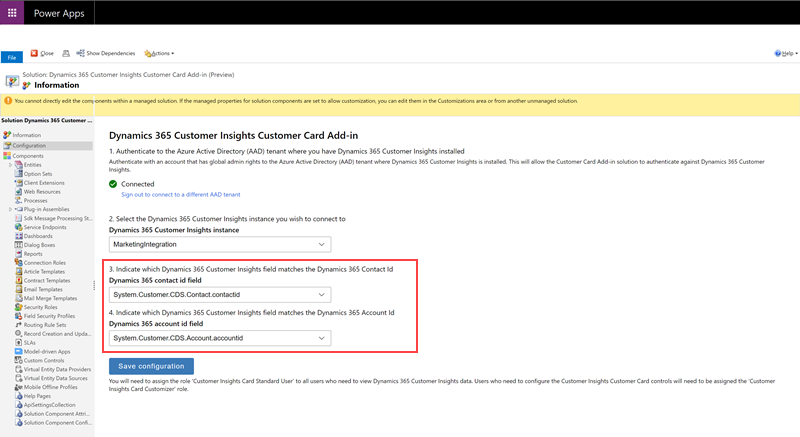 Power Apps
File
Close
Show Dependencies
Actions
Help
Solution: Dynamics 365 Customer Insights Customer Card Add-in (Preview)
Information
You cannot directly edit the components within a managed solution. If the managed properties for solution components are set to allow customization, you can edit them in the Customizations area or from another unmanaged solution.
Solution Dynamics 365 Customer ...
Information
Configuration
Components
Entities
Option Sets
Client Extensions
Web Resources
Processes
Plug-in Assemblies
Sdk Message Processing St...
Service Endpoints
Dashboards
Dialog Boxes
Reports
Connection Roles
Article Templates
Contract Templates
Email Templates
Mail Merge Templates
Security Roles
Field Security Profiles
Routing Rule Sets
Record Creation and Upda...
SLAs
Model-driven Apps
Custom Controls
Virtual Entity Data Providers
Virtual Entity Data Sources
Mobile Offline Profiles
Help Pages
ApiSettingsCollection
Solution Component Attri...
Solution Component Confi...
Dynamics 365 Customer Insights Customer Card Add-in
1. Authenticate to the Azure Active Directory (AAD) tenant where you have Dynamics 365 Customer Insights installed
Authenticate with an account that has global admin rights to the Azure Active Directory (AAD) tenant where Dynamics 365 Customer Insights is installed. This will allow the Customer Card Add-in solution to authenticate against Dynamics 365 Customer
Insights.
Connected
Sign out to connect to a different AAD tenant
2. Select the Dynamics 365 Customer Insights instance you wish to connect to
Dynamics 365 Customer Insights instance
MarketingIntegration
3. Indicate which Dynamics 365 Customer Insights field matches the Dynamics 365 Contact Id
Dynamics 365 contact id field
System.Customer.CDS.Contact.contactid
4. Indicate which Dynamics 365 Customer Insights field matches the Dynamics 365 Account Id
Dynamics 365 account id field
System.Customer.CDS.Account.accountid
Save configuration
You will need to assign the role 'Customer Insights Card Standard User' to all users who need to view Dynamics 365 Customer Insights data. Users who need to configure the Customer Insights Customer Card controls will need to be assigned the 'Customer
Insights Card Customizer' role.